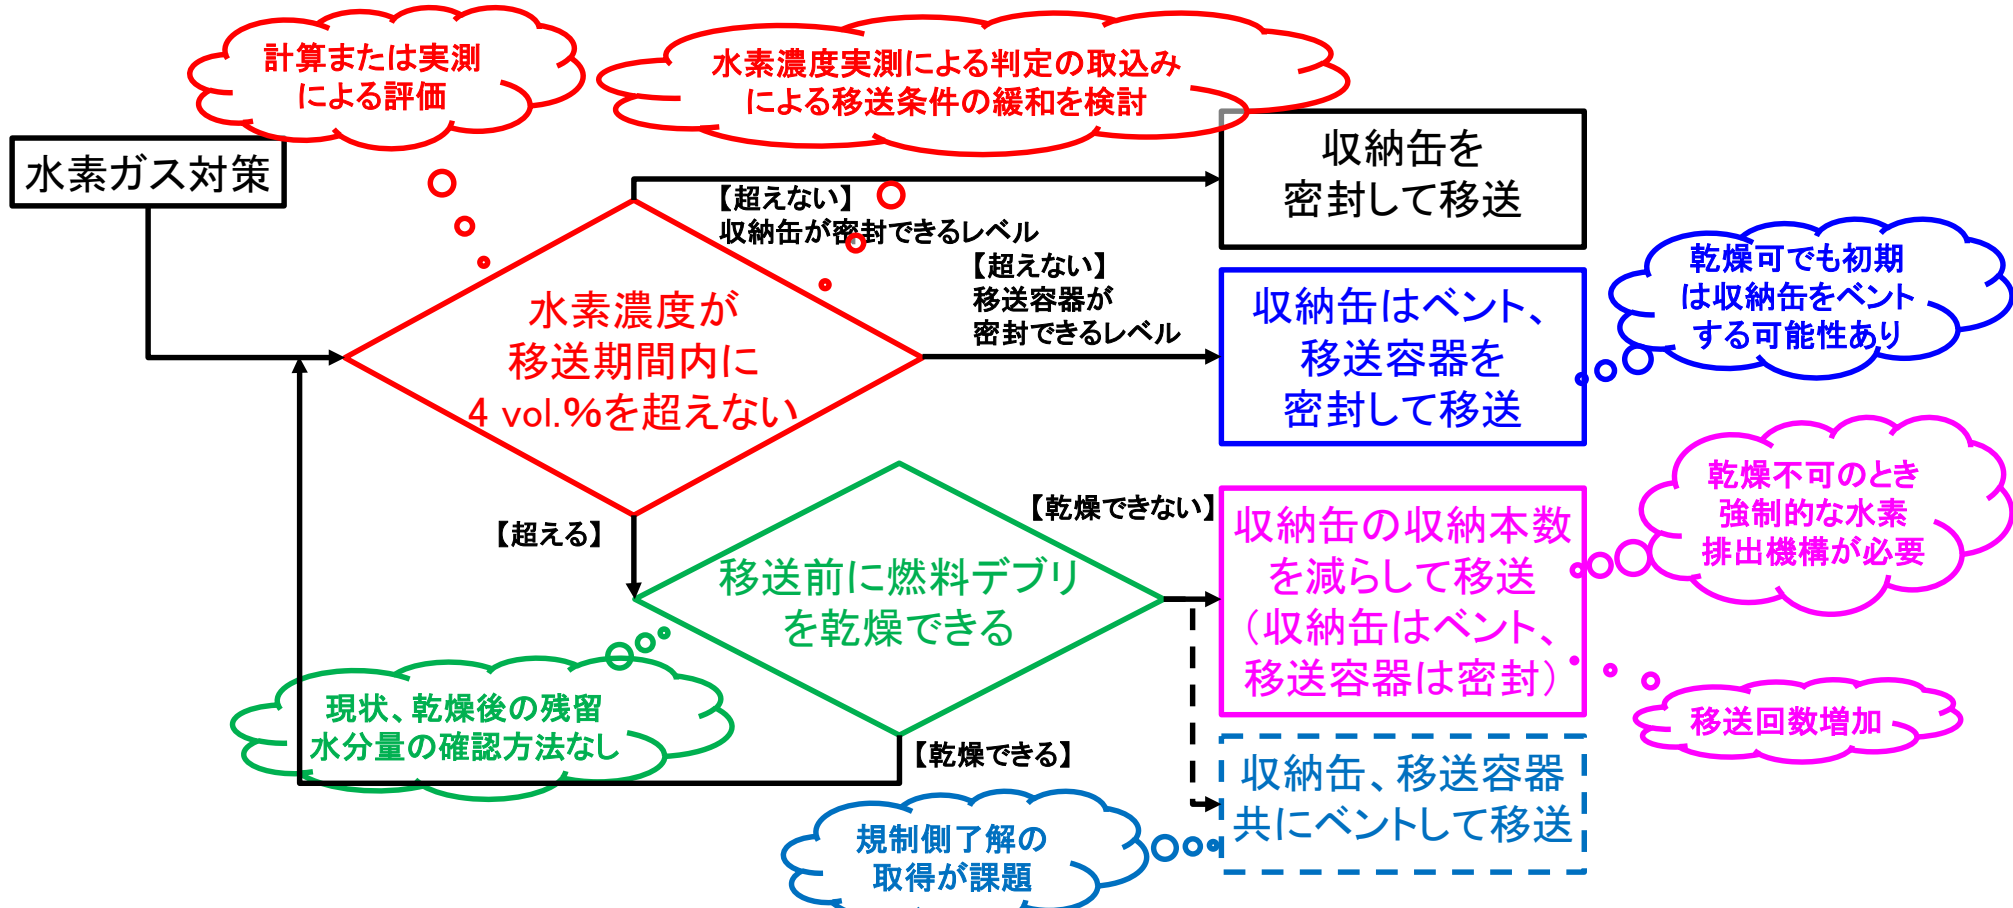 計算または実測
による評価
水素濃度実測による判定の取込み
による移送条件の緩和を検討
水素ガス対策
収納缶を
密封して移送
【超えない】
収納缶が密封できるレベル
【超えない】
移送容器が
密封できるレベル
水素濃度が
移送期間内に
4 vol.%を超えない
収納缶はベント、
移送容器を
密封して移送
乾燥可でも初期
は収納缶をベント
する可能性あり
【超える】
移送前に燃料デブリ
を乾燥できる
【乾燥できない】
収納缶の収納本数
を減らして移送
（収納缶はベント、
移送容器は密封）
乾燥不可のとき
強制的な水素
排出機構が必要
移送回数増加
現状、乾燥後の残留
水分量の確認方法なし
【乾燥できる】
収納缶、移送容器
共にベントして移送
規制側了解の
取得が課題